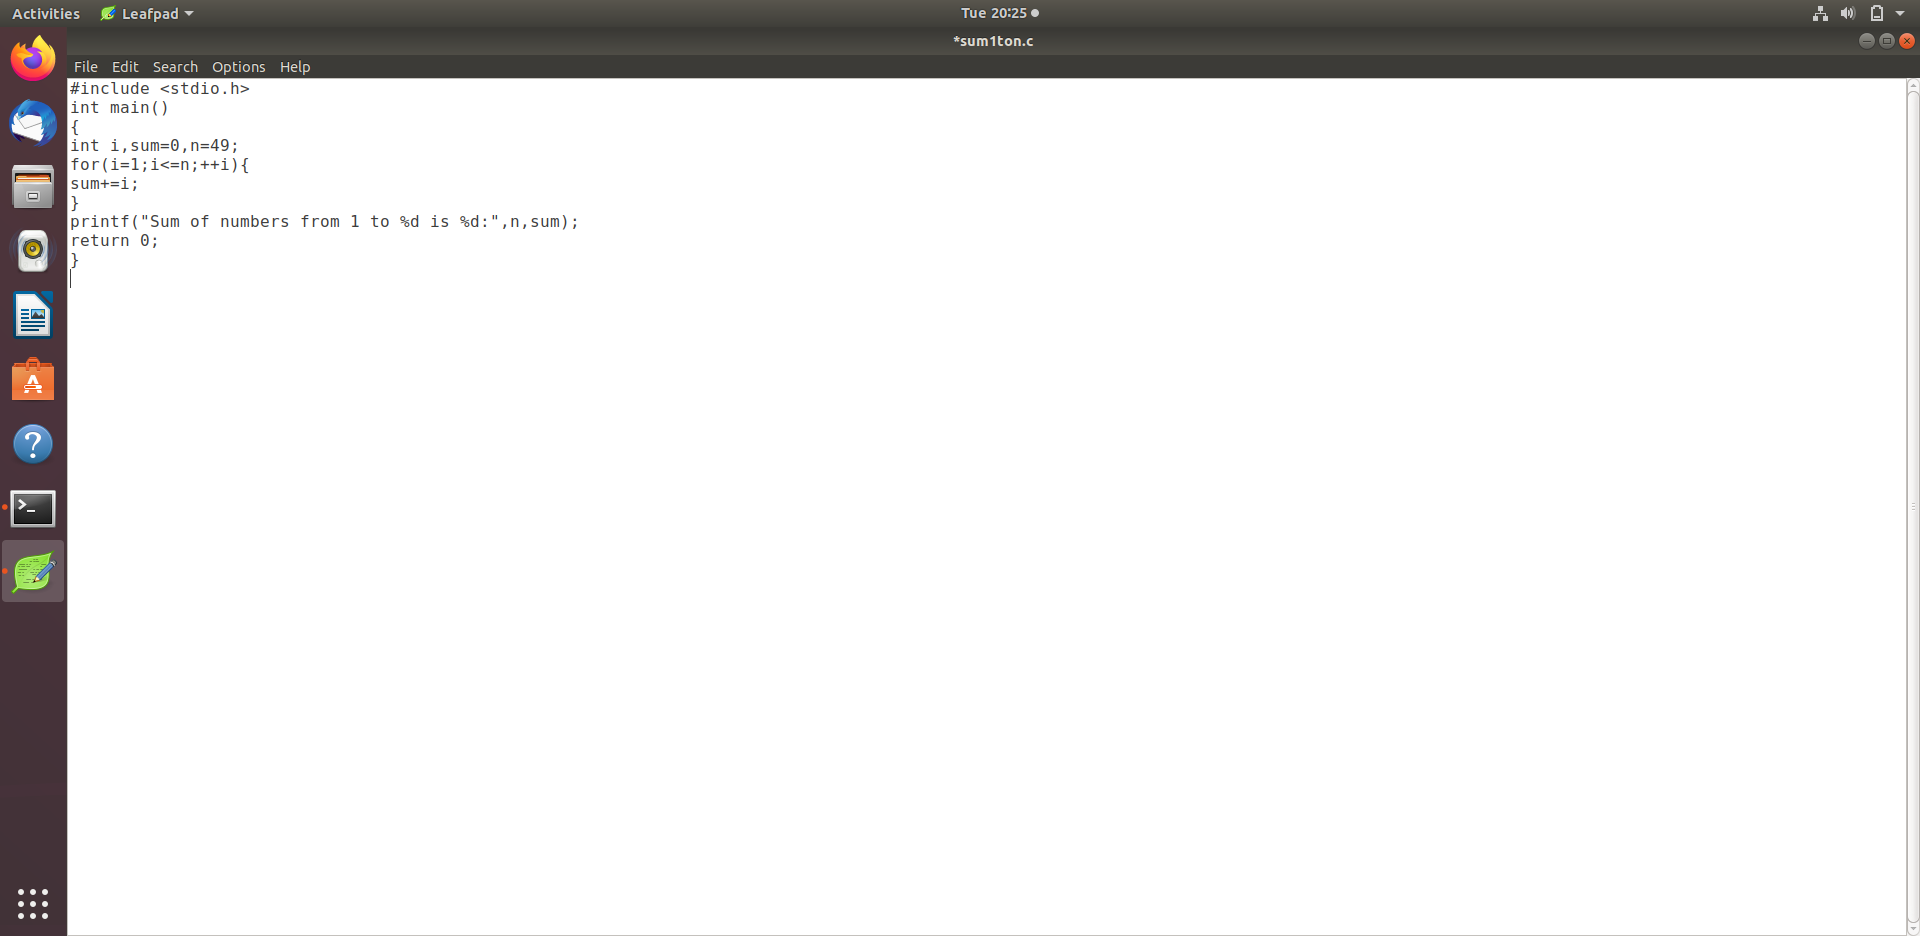 Activities Leafpad Tue 20:25
*sum1ton.c
File Edit Search Options Help
#include <stdio.h>
int main()
{
int i,sum=0,n=49;
for(i=1;i<=n;++i){
sum+=i;
}
printf("Sum of numbers from 1 to %d is %d:",n,sum);
return 0;
}